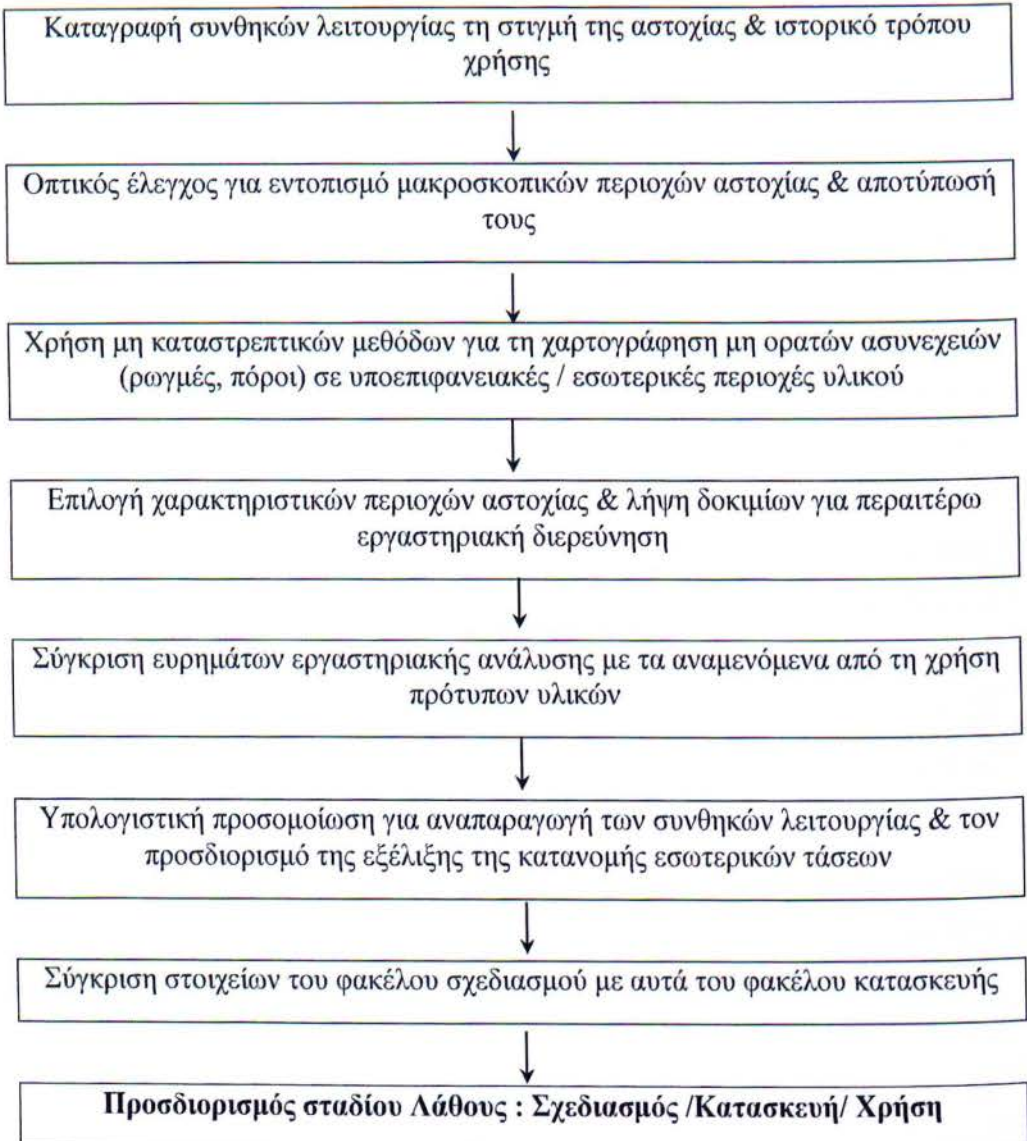 Καταγραφή συνθηκών λειτουργίας τη στιγμή της αστοχίας & ιστορικό τρόπου
χρήσης
Οπτικός έλεγχος για εντοπισμό μακροσκοπικών περιοχών αστοχίας & αποτύπωσή
τους
Χρήση μη καταστρεπτικών μεθόδων για τη χαρτογράφηση μη ορατών ασυνεχειών
(ρωγμές, πόροι) σε υποεπιφανειακές / εσωτερικές περιοχές υλικού
Επιλογή χαρακτηριστικών περιοχών αστοχίας & λήψη δοκιμίων για περαιτέρω
εργαστηριακή διερεύνηση
Σύγκριση ευρημάτων εργαστηριακής ανάλυσης με τα αναμενόμενα από τη χρήση
πρότυπων υλικών
Υπολογιστική προσομοίωση για αναπαραγωγή των συνθηκών λειτουργίας & τον
προσδιορισμό της εξέλιξης της κατανομής εσωτερικών τάσεων
Σύγκριση στοιχείων του φακέλου σχεδιασμού με αυτά του φακέλου κατασκευής
Προσδιορισμός σταδίου Λάθους : Σχεδιασμός /Κατασκευή/ Χρήση